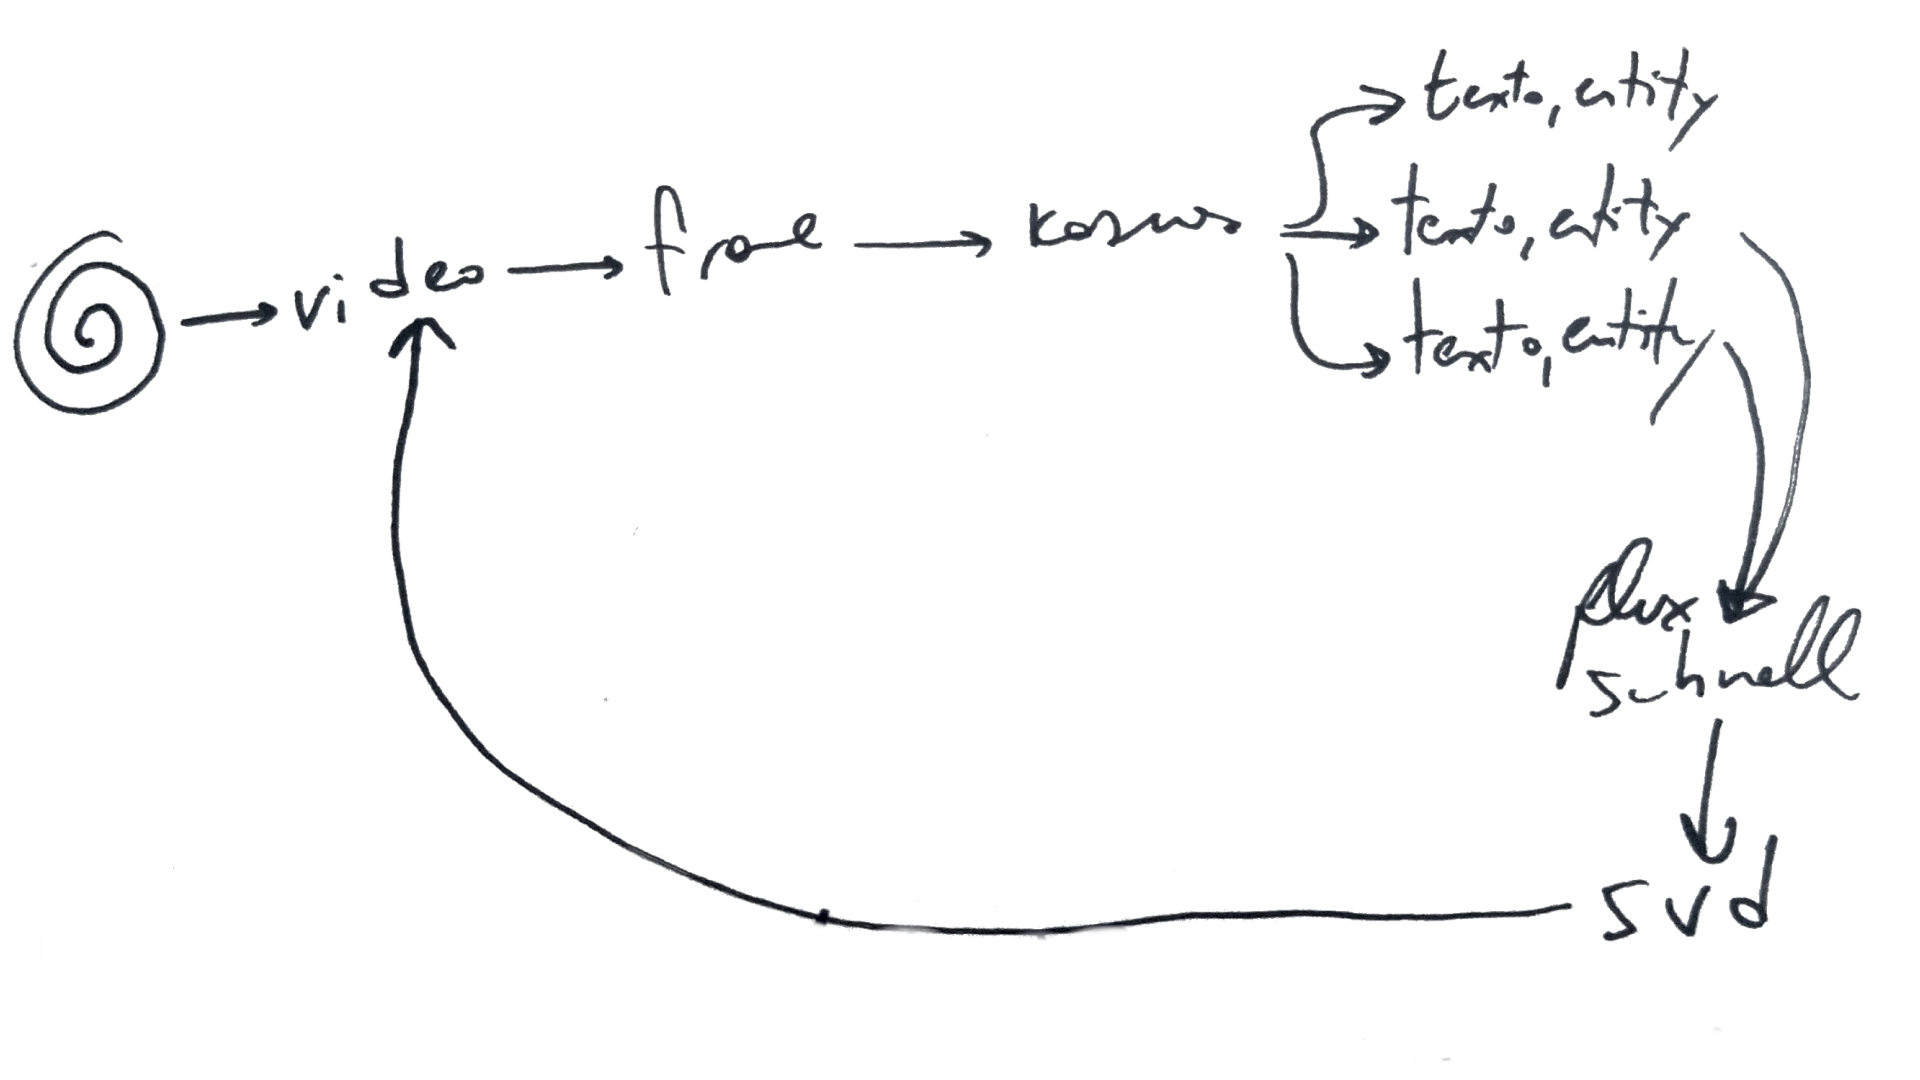 video
frame
kosmos
texto, entity
texto, entity
texto, entity
flux
schnell
svd